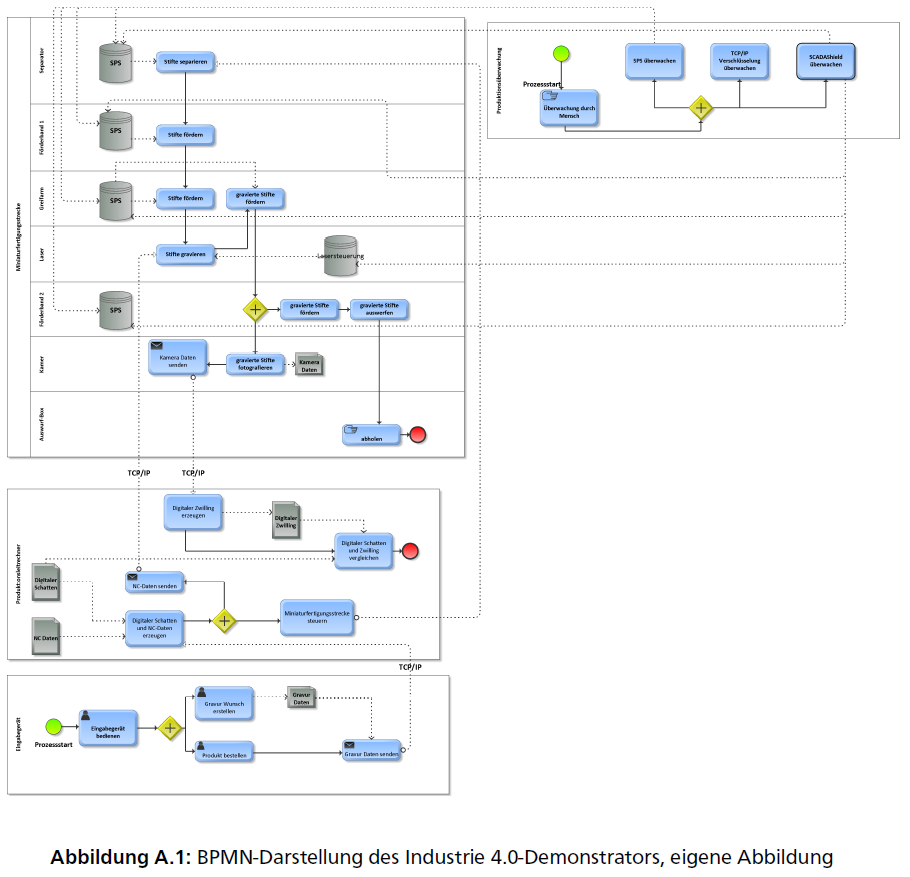 Miniaturfertigungsstrecke
Separator
SPS
Stifte separieren
Förderband 1
SPS
Stifte fördern
Greifarm
SPS
Stifte fördern
gravierte Stifte
fördern
Laser
Stifte gravieren
Lasersteuerung
Förderband 2
SPS
gravierte Stifte
fördern
gravierte Stifte
auswerfen
Kamera
Kamera Daten
senden
gravierte Stifte
fotografieren
Kamera
Daten
Auswurf-Box
abholen
Produktionsüberwachung
Prozessstart
Überwachung durch
Mensch
SPS überwachen
TCP/IP
Verschlüsselung
überwachen
SCADAShield
überwachen
TCP/IP
TCP/IP
Produktionsleitrechner
Digitaler Zwilling
erzeugen
Digitaler
Zwilling
Digitaler Schatten
und Zwilling
vergleichen
Digitaler
Schatten
NC-Daten senden
NC Daten
Digitaler Schatten
und NC-Daten
erzeugen
Miniaturfertigungsstrecke
steuern
TCP/IP
Eingabegerät
Prozessstart
Eingabegerät
bedienen
Gravur Wunsch
erstellen
Gravur
Daten
Produkt bestellen
Gravur Daten senden
Abbildung A.1: BPMN-Darstellung des Industrie 4.0-Demonstrators, eigene Abbildung